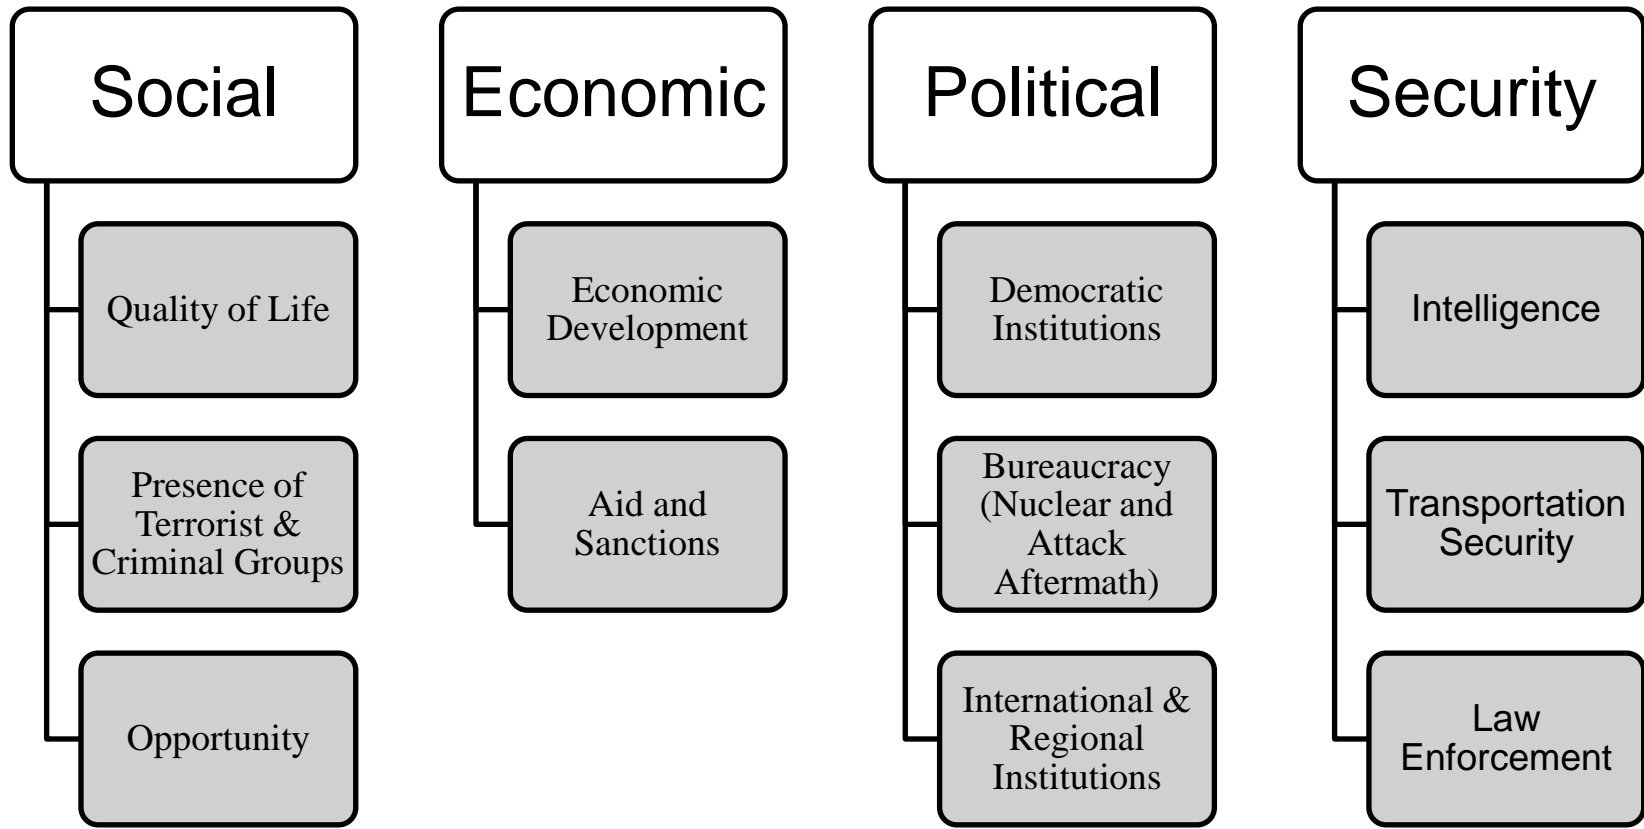 Social
Quality of Life
Presence of
Terrorist &
Criminal Groups
Opportunity
Economic
Economic
Development
Aid and
Sanctions
Political
Democratic
Institutions
Bureaucracy
(Nuclear and
Attack
Aftermath)
International &
Regional
Institutions
Security
Intelligence
Transportation
Security
Law
Enforcement